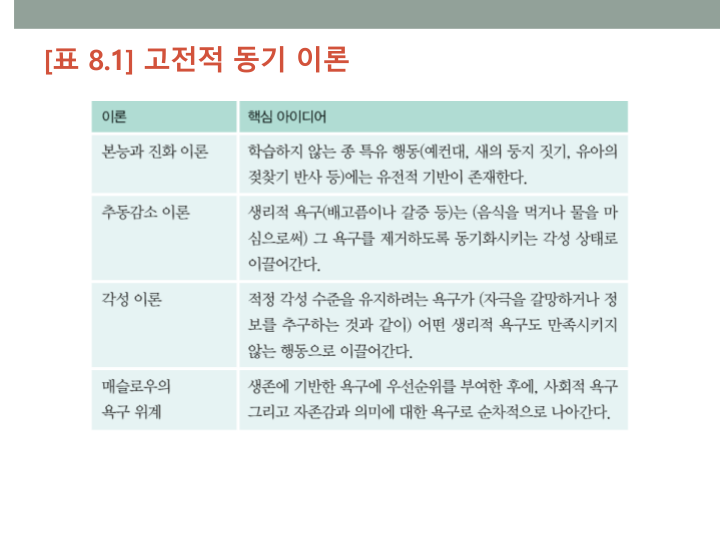 [표 8.1] 고전적 동기 이론
이론
핵심 아이디어
본능과 진화 이론
학습하지 않는 종 특유 행동(예컨대, 새의 둥지 짓기, 유아의
젖찾기 반사 등)에는 유전적 기반이 존재한다.
추동감소 이론
생리적 욕구(배고픔이나 갈증 등)는 (음식을 먹거나 물을 마
심으로써) 그 욕구를 제거하도록 동기화시키는 각성 상태로
이끌어간다.
각성 이론
적정 각성 수준을 유지하려는 욕구가 (자극을 갈망하거나 정
보를 추구하는 것과 같이) 어떤 생리적 욕구도 만족시키지
않는 행동으로 이끌어간다.
매슬로우의
욕구 위계
생존에 기반한 욕구에 우선순위를 부여한 후에, 사회적 욕구
그리고 자존감과 의미에 대한 욕구로 순차적으로 나아간다.